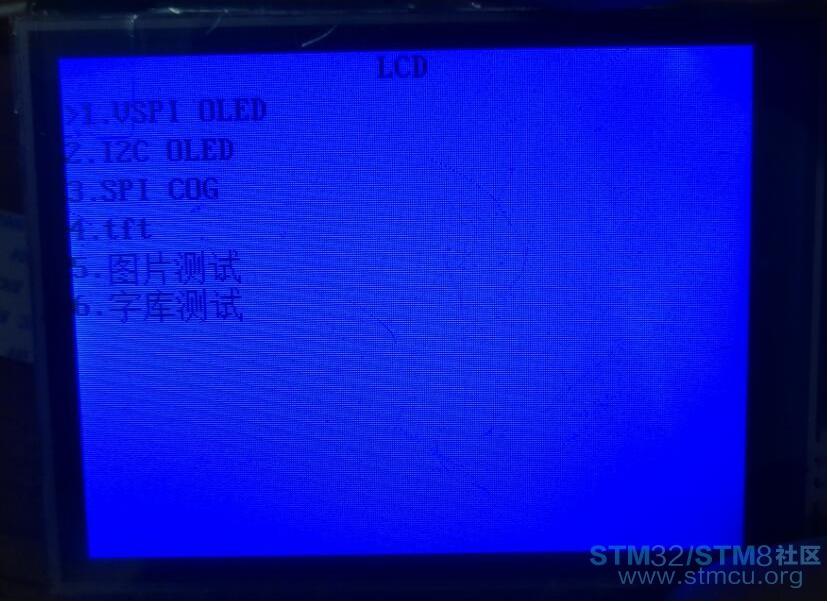 LCD
>1.VSPI OLED
2.I2C OLED
3.SPI COG
4.tft
5.图片测试
6.字库测试
STM32/STM8社区
www.stmcu.org